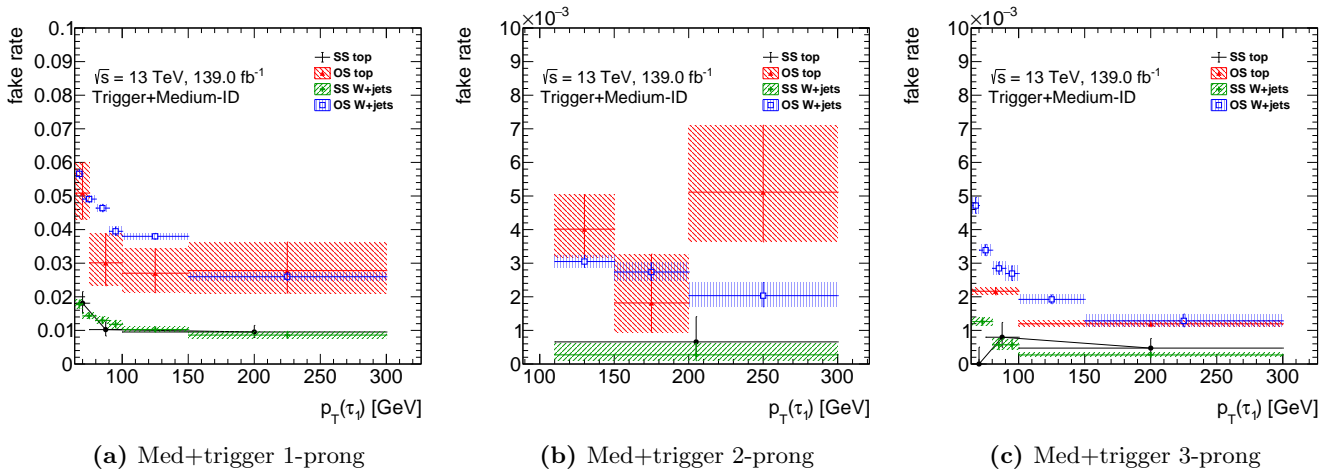 fake rate
0.1
0.09
0.08
0.07
0.06
0.05
0.04
0.03
0.02
0.01
0
√s = 13 TeV, 139.0 fb⁻¹
Trigger+Medium-ID
SS top
OS top
SS W+jets
OS W+jets
100 150 200 250 300
p_T(τ_1) [GeV]
(a) Med+trigger 1-prong
×10⁻³
fake rate
10
9
8
7
6
5
4
3
2
1
0
√s = 13 TeV, 139.0 fb⁻¹
Trigger+Medium-ID
SS top
OS top
SS W+jets
OS W+jets
100 150 200 250 300
p_T(τ_1) [GeV]
(b) Med+trigger 2-prong
×10⁻³
fake rate
10
9
8
7
6
5
4
3
2
1
0
√s = 13 TeV, 139.0 fb⁻¹
Trigger+Medium-ID
SS top
OS top
SS W+jets
OS W+jets
100 150 200 250 300
p_T(τ_1) [GeV]
(c) Med+trigger 3-prong